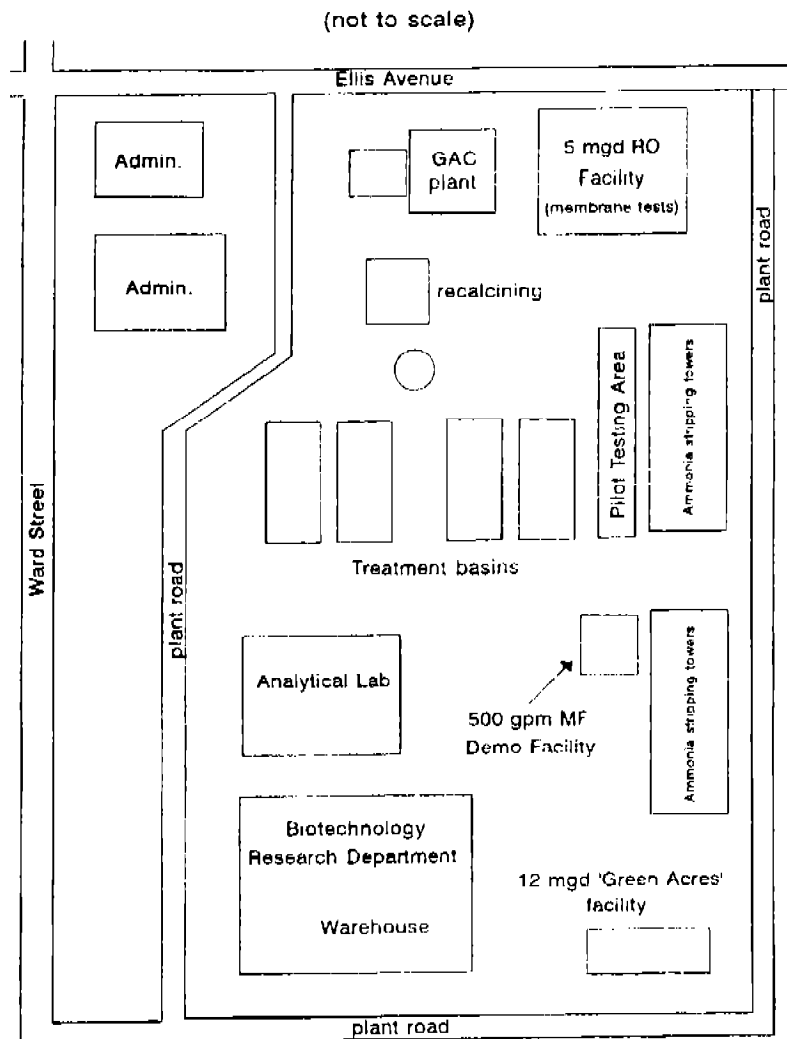 (not to scale)
Ellis Avenue
Admin.
GAC
plant
5 mgd RO
Facility
(membrane tests)
plant road
Admin.
recalcining
Pilot Testing Area
Ammonia stripping towers
Ward Street
Treatment basins
plant road
Analytical Lab
500 gpm MF
Demo Facility
Ammonia stripping towers
Biotechnology
Research Department
Warehouse
12 mgd 'Green Acres'
facility
plant road